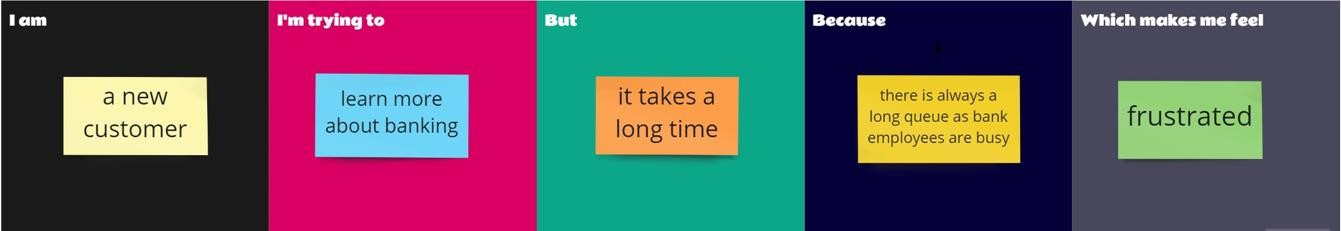 I am
a new
customer
I'm trying to
learn more
about banking
But
it takes a
long time
Because
there is always a
long queue as bank
employees are busy
Which makes me feel
frustrated